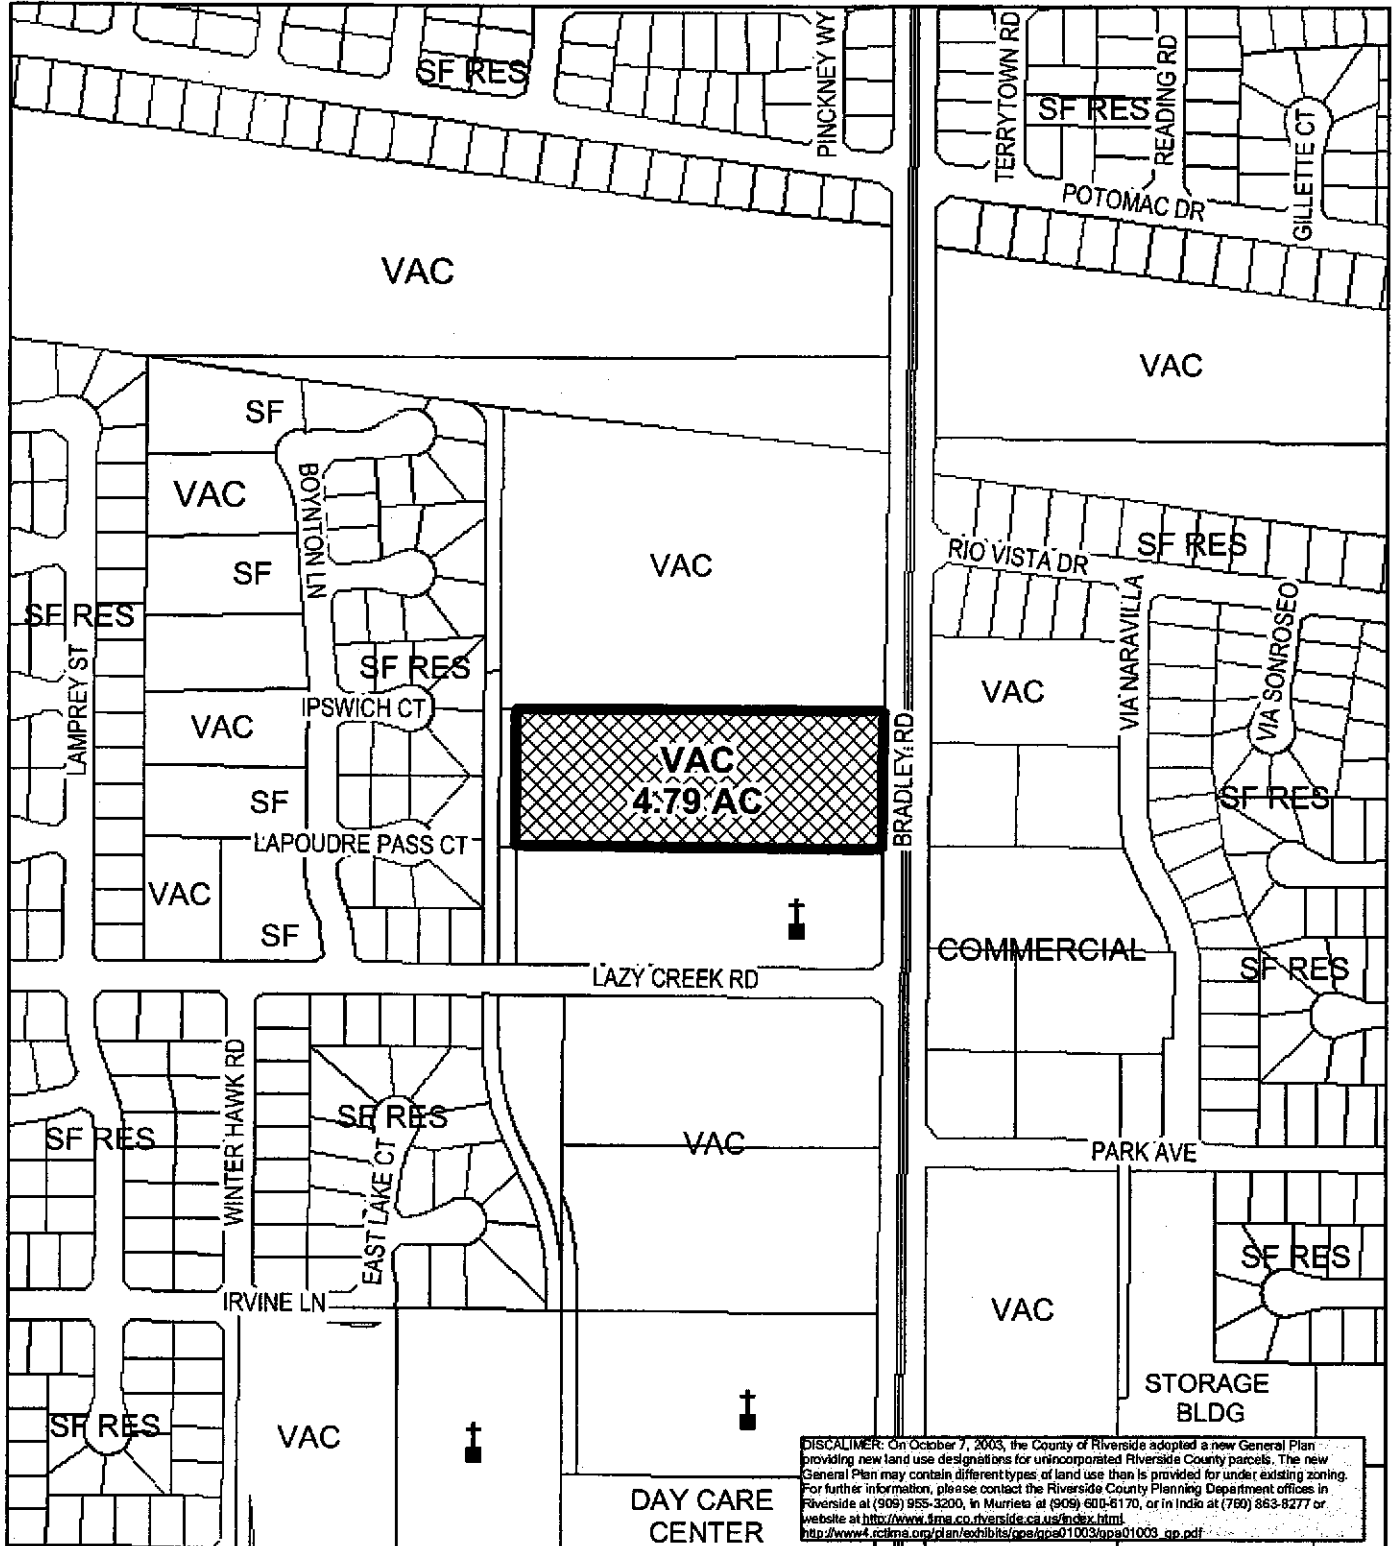 SF RES
PINCKNEY WY
TERRYTOWN RD
SF RES
READING RD
GILLETTE CT
POTOMAC DR
VAC
VAC
SF
VAC
BOYNTON LN
SF
VAC
RIO VISTA DR
SF RES
SF RES
LAMPREY ST
SF RES
IPSWICH CT
VAC
VAC
VIA NARAVILLA
VIA SONROSEO
VAC
4.79 AC
BRADLEY RD
SF
SF RES
LAPOUDRE PASS CT
VAC
SF
COMMERCIAL
SF RES
LAZY CREEK RD
WINTER HAWK RD
SF RES
SF RES
EAST LAKE CT
VAC
PARK AVE
SF RES
IRVINE LN
VAC
STORAGE
BLDG
SF RES
VAC
DAY CARE
CENTER
DISCALIMER: On October 7, 2003, the County of Riverside adopted a new General Plan
providing new land use designations for unincorporated Riverside County parcels. The new
General Plan may contain different types of land use than is provided for under existing zoning.
For further information, please contact the Riverside County Planning Department offices in
Riverside at (909) 955-3200, in Murrieta at (909) 600-6170, or in Indio at (760) 863-8277 or
website at http://www.tlma.co.riverside.ca.us/index.html
http://www4.rctlma.org/plan/exhibits/gpa/gpa01003/gpa01003_gp.pdf